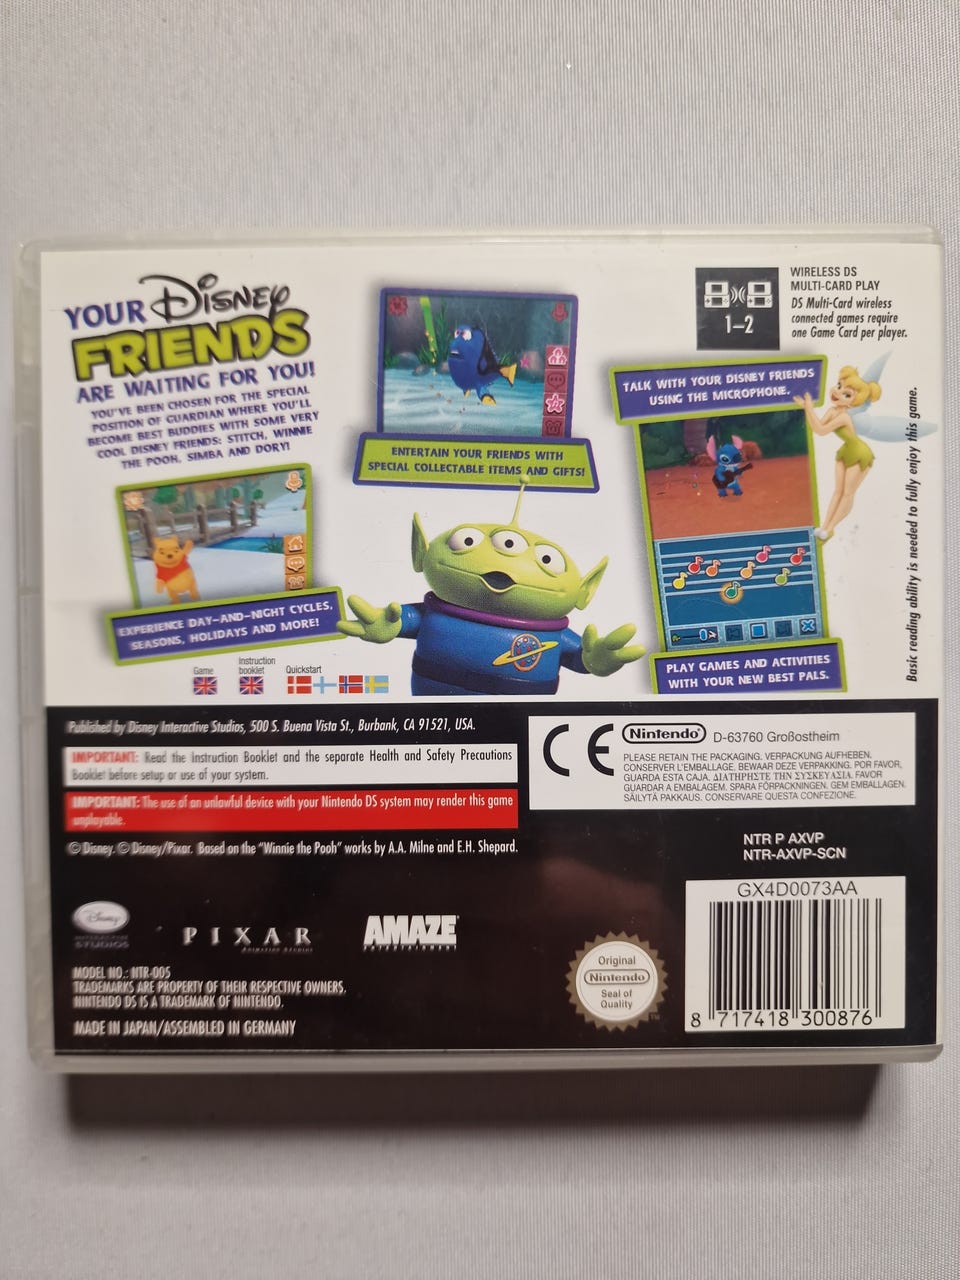 YOUR Disney
FRIENDS
ARE WAITING FOR YOU!
YOU'VE BEEN CHOSEN FOR THE SPECIAL
POSITION OF GUARDIAN WHERE YOU'LL
BECOME BEST BUDDIES WITH SOME VERY
COOL DISNEY FRIENDS: STITCH, WINNIE
THE POOH, SIMBA AND DORY!
ENTERTAIN YOUR FRIENDS WITH
SPECIAL COLLECTABLE ITEMS AND GIFTS!
1–2
WIRELESS DS
MULTI-CARD PLAY
DS Multi-Card wireless
connected games require
one Game Card per player.
TALK WITH YOUR DISNEY FRIENDS
USING THE MICROPHONE.
EXPERIENCE DAY-AND-NIGHT CYCLES,
SEASONS, HOLIDAYS AND MORE!
PLAY GAMES AND ACTIVITIES
WITH YOUR NEW BEST PALS.
Basic reading ability is needed to fully enjoy this game.
Game
Instruction
booklet
Quickstart
Published by Disney Interactive Studios, 500 S. Buena Vista St., Burbank, CA 91521, USA.
IMPORTANT: Read the Instruction Booklet and the separate Health and Safety Precautions
Booklet before setup or use of your system.
IMPORTANT: The use of an unlawful device with your Nintendo DS system may render this game
unplayable.
© Disney. © Disney/Pixar. Based on the "Winnie the Pooh" works by A.A. Milne and E.H. Shepard.
CE
Nintendo® D-63760 Großostheim
PLEASE RETAIN THE PACKAGING. VERPACKUNG AUFHEBEN.
CONSERVER L'EMBALLAGE. BEWAAR DEZE VERPAKKING. POR FAVOR,
GUARDA ESTA CAJA. ΔΙΑΤΗΡΗΣΤΕ ΤΗΝ ΣΥΣΚΕΥΑΣΙΑ. FAVOR
GUARDAR A EMBALAGEM. SPARA FÖRPACKNINGEN. GEM EMBALLAGEN.
SÄILYTÄ PAKKAUS. CONSERVARE QUESTA CONFEZIONE.
NTR P AXVP
NTR-AXVP-SCN
Disney
INTERACTIVE
STUDIOS
PIXAR
Animation Studios
AMAZE
ENTERTAINMENT
MODEL NO.: NTR-005
TRADEMARKS ARE PROPERTY OF THEIR RESPECTIVE OWNERS.
NINTENDO DS IS A TRADEMARK OF NINTENDO.
MADE IN JAPAN/ASSEMBLED IN GERMANY
Original
Nintendo®
Seal of
Quality
TM
GX4D0073AA
8 717418 300876